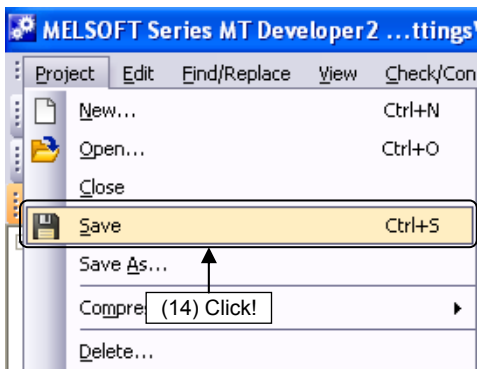 MELSOFT Series MT Developer2 ...ttings
Project Edit Find/Replace View Check/Con
New... Ctrl+N
Open... Ctrl+O
Close
Save Ctrl+S
Save As...
Compre
(14) Click!
Delete...